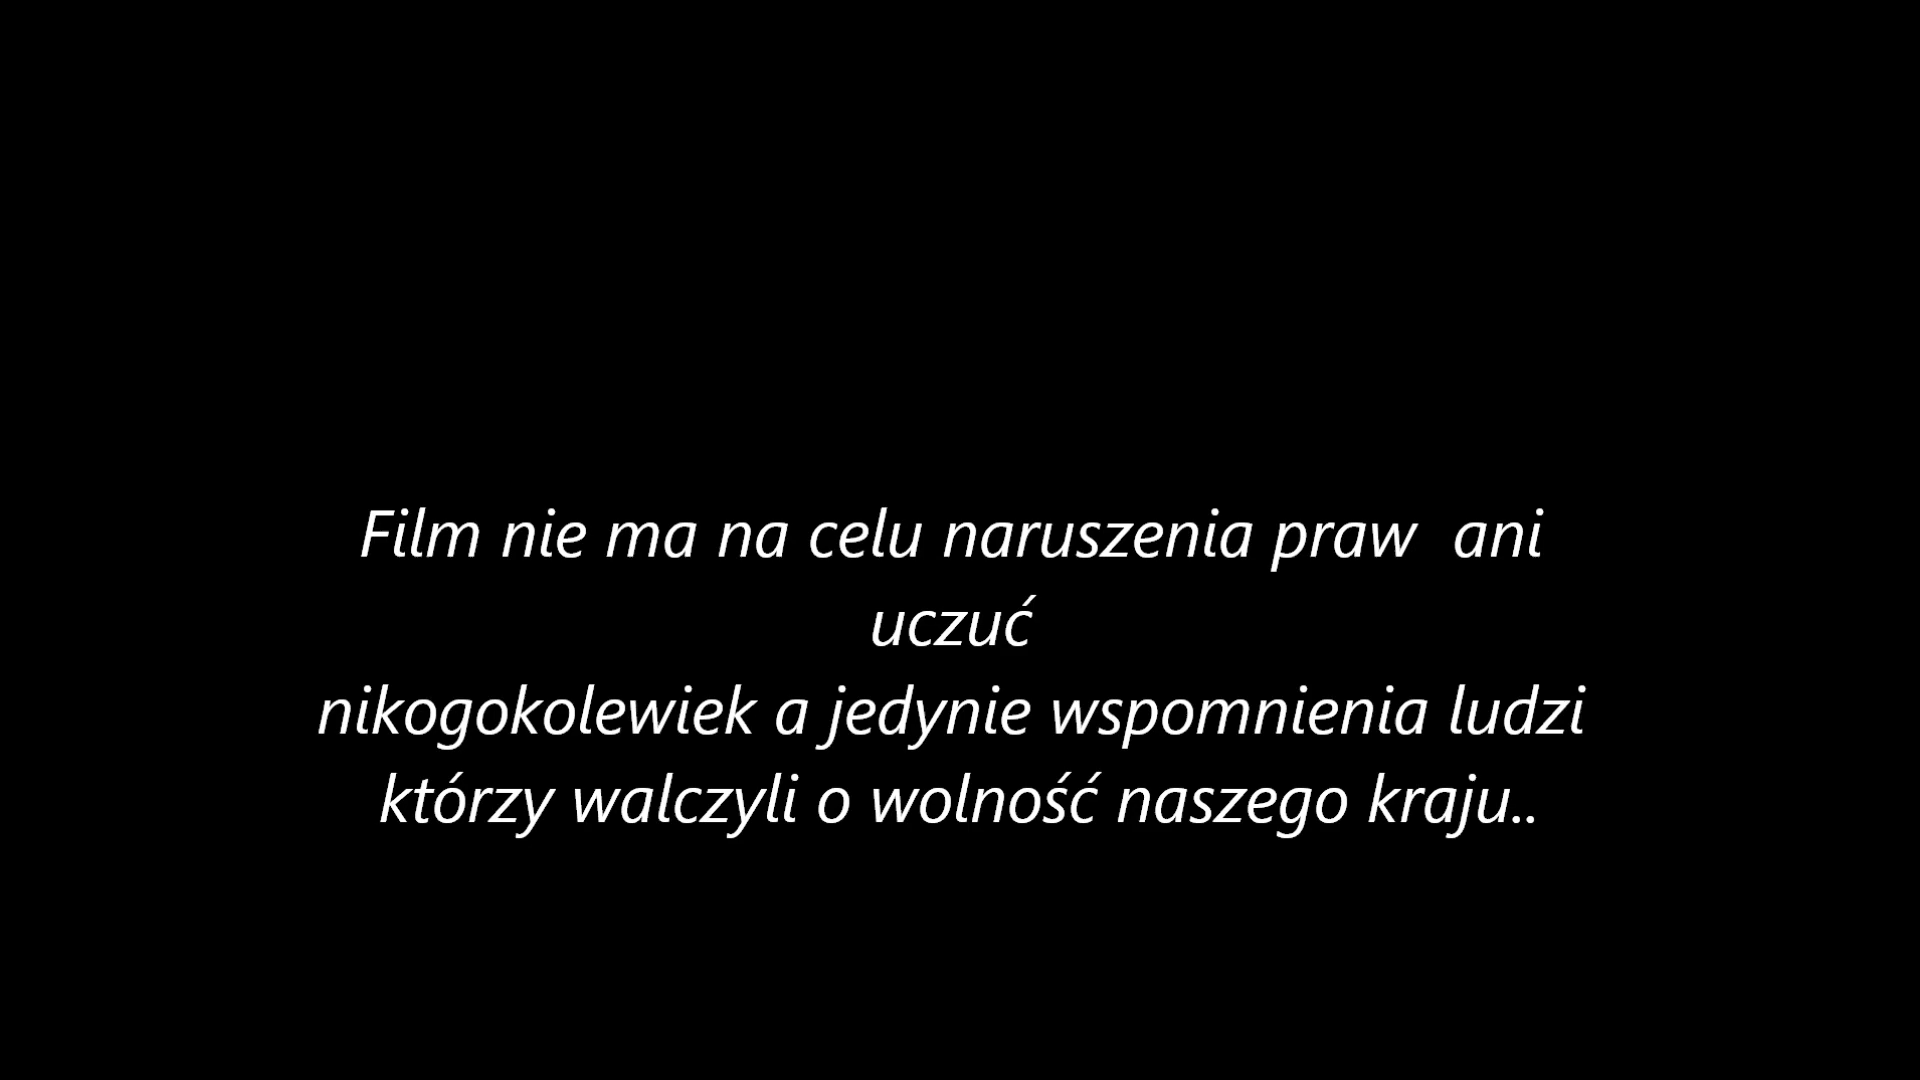 Film nie ma na celu naruszenia praw  ani
uczuć
nikogokolewiek a jedynie wspomnienia ludzi
którzy walczyli o wolność naszego kraju..